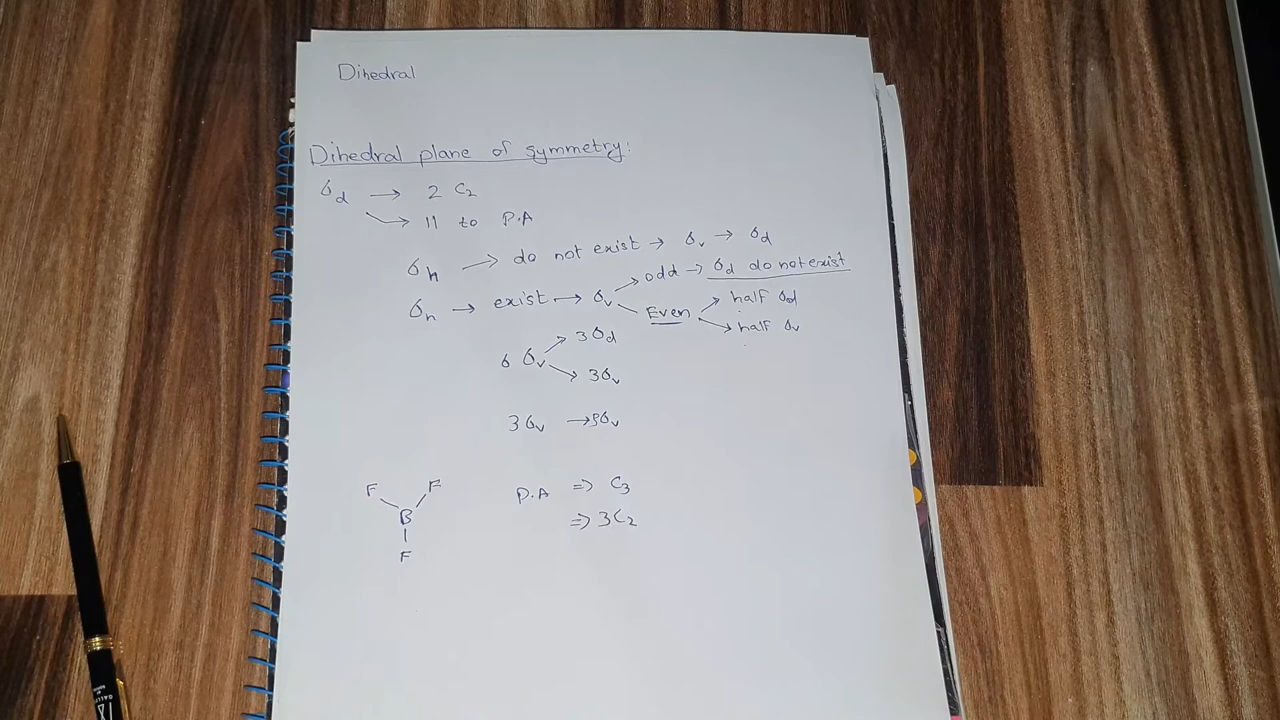 Dihedral
Dihedral plane of symmetry:
σd → 2 C2
→ 11 to P.A
σh → do not exist → σv → σd
σh → exist → σv → odd → σd do not exist
Even → half σd
→ half σv
6 σv → 3σd
→ 3σv
3σv → 3σv
F F
B
F
P.A => C3
=> 3C2